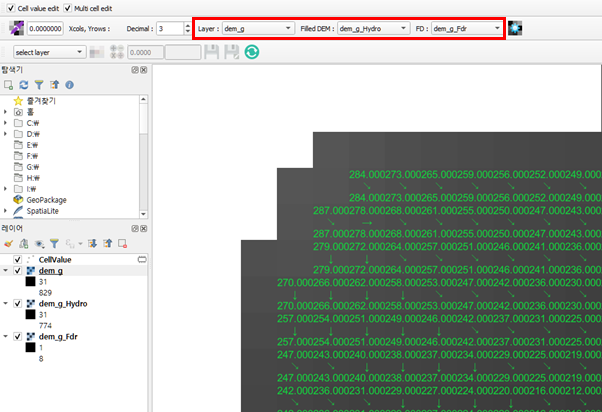 Cell value edit Multi cell edit
0.0000000 Xcols, Yrows : Decimal : 3 Layer : dem_g Filled DEM : dem_g_Hydro FD : dem_g_Fdr
select layer 0.0000
탐색기
즐겨찾기
홈
C:\
D:\
E:\
F:\
G:\
H:\
I:\
GeoPackage
SpatiaLite
레이어
CellValue
dem_g
31
829
dem_g_Hydro
31
774
dem_g_Fdr
1
8
284.000273.000265.000259.000256.000252.000249.000
↘ ↘ ↘ ↘ ↘ ↘
284.000273.000265.000259.000256.000252.000249.000
287.000278.000268.000261.000255.000250.000247.000243.000
↘ → ↘ ↘ ↘ ↘ ↘
287.000278.000268.000261.000255.000250.000247.000243.000
279.000272.000264.000257.000251.000246.000241.000236.000
↓ ↓ ↘ ↘ ↘ ↘ ↘
279.000272.000264.000257.000251.000246.000241.000236.000
270.000266.000262.000258.000253.000247.000242.000236.000230.000
↓ ↓ ↓ ↘ ↘ ↘ ↘ ↘
270.000266.000262.000258.000253.000247.000242.000236.000230.000
257.000254.000251.000249.000246.000242.000237.000231.000225.000
257.000254.000251.000249.000246.000242.000237.000231.000225.000
247.000243.000240.000238.000237.000234.000229.000225.000219.000
247.000243.000240.000238.000237.000234.000229.000225.000219.000
242.000236.000232.000230.000229.000224.000220.000216.000212.000